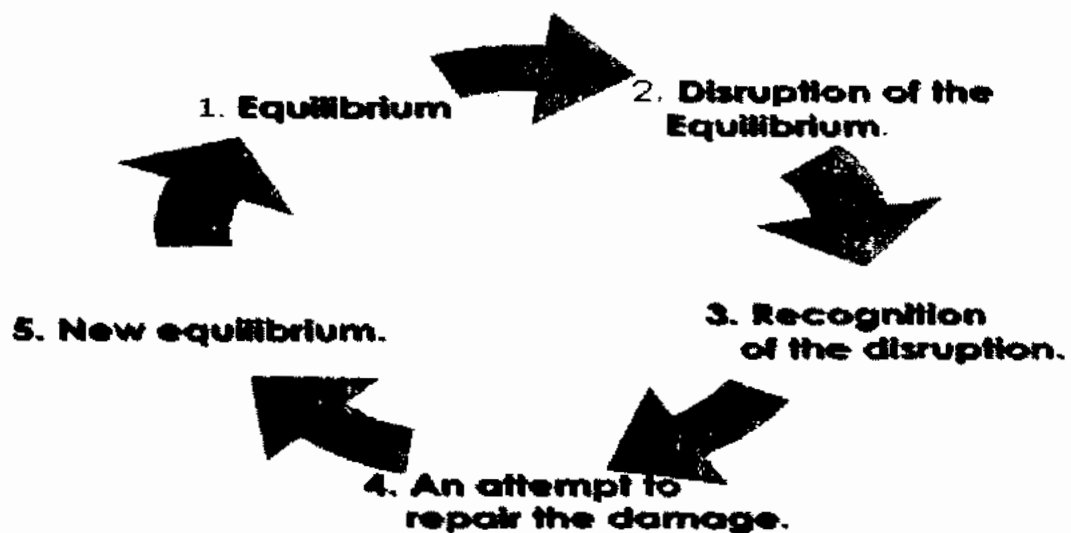 1. Equilibrium
2. Disruption of the
Equilibrium.
3. Recognition
of the disruption.
4. An attempt to
repair the damage.
5. New equilibrium.